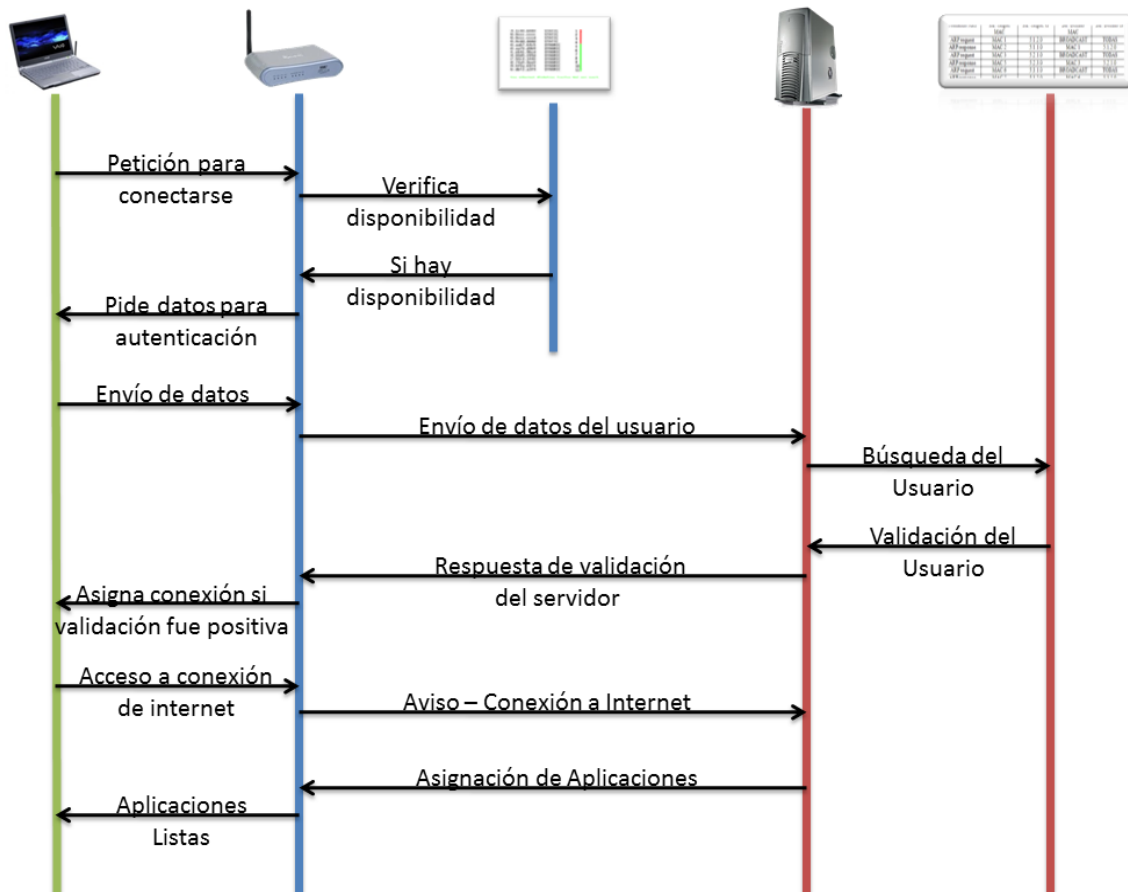 Petición para
conectarse
Verifica
disponibilidad
Si hay
disponibilidad
Pide datos para
autenticación
Envío de datos
Envío de datos del usuario
Búsqueda del
Usuario
Validación del
Usuario
Respuesta de validación
del servidor
Asigna conexión si
validación fue positiva
Acceso a conexión
de internet
Aviso – Conexión a Internet
Asignación de Aplicaciones
Aplicaciones
Listas